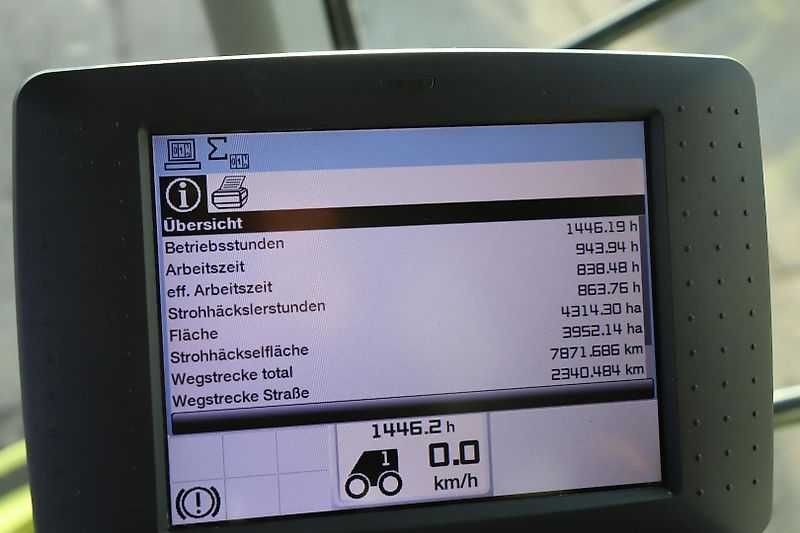 Übersicht
Betriebsstunden 1446.19 h
Arbeitszeit 943.94 h
eff. Arbeitszeit 838.48 h
Strohhäckslerstunden 863.76 h
Fläche 4314.30 ha
Strohhäckselfläche 3952.14 ha
Wegstrecke total 7871.686 km
Wegstrecke Straße 2340.484 km
1446.2 h
1 0.0
km/h